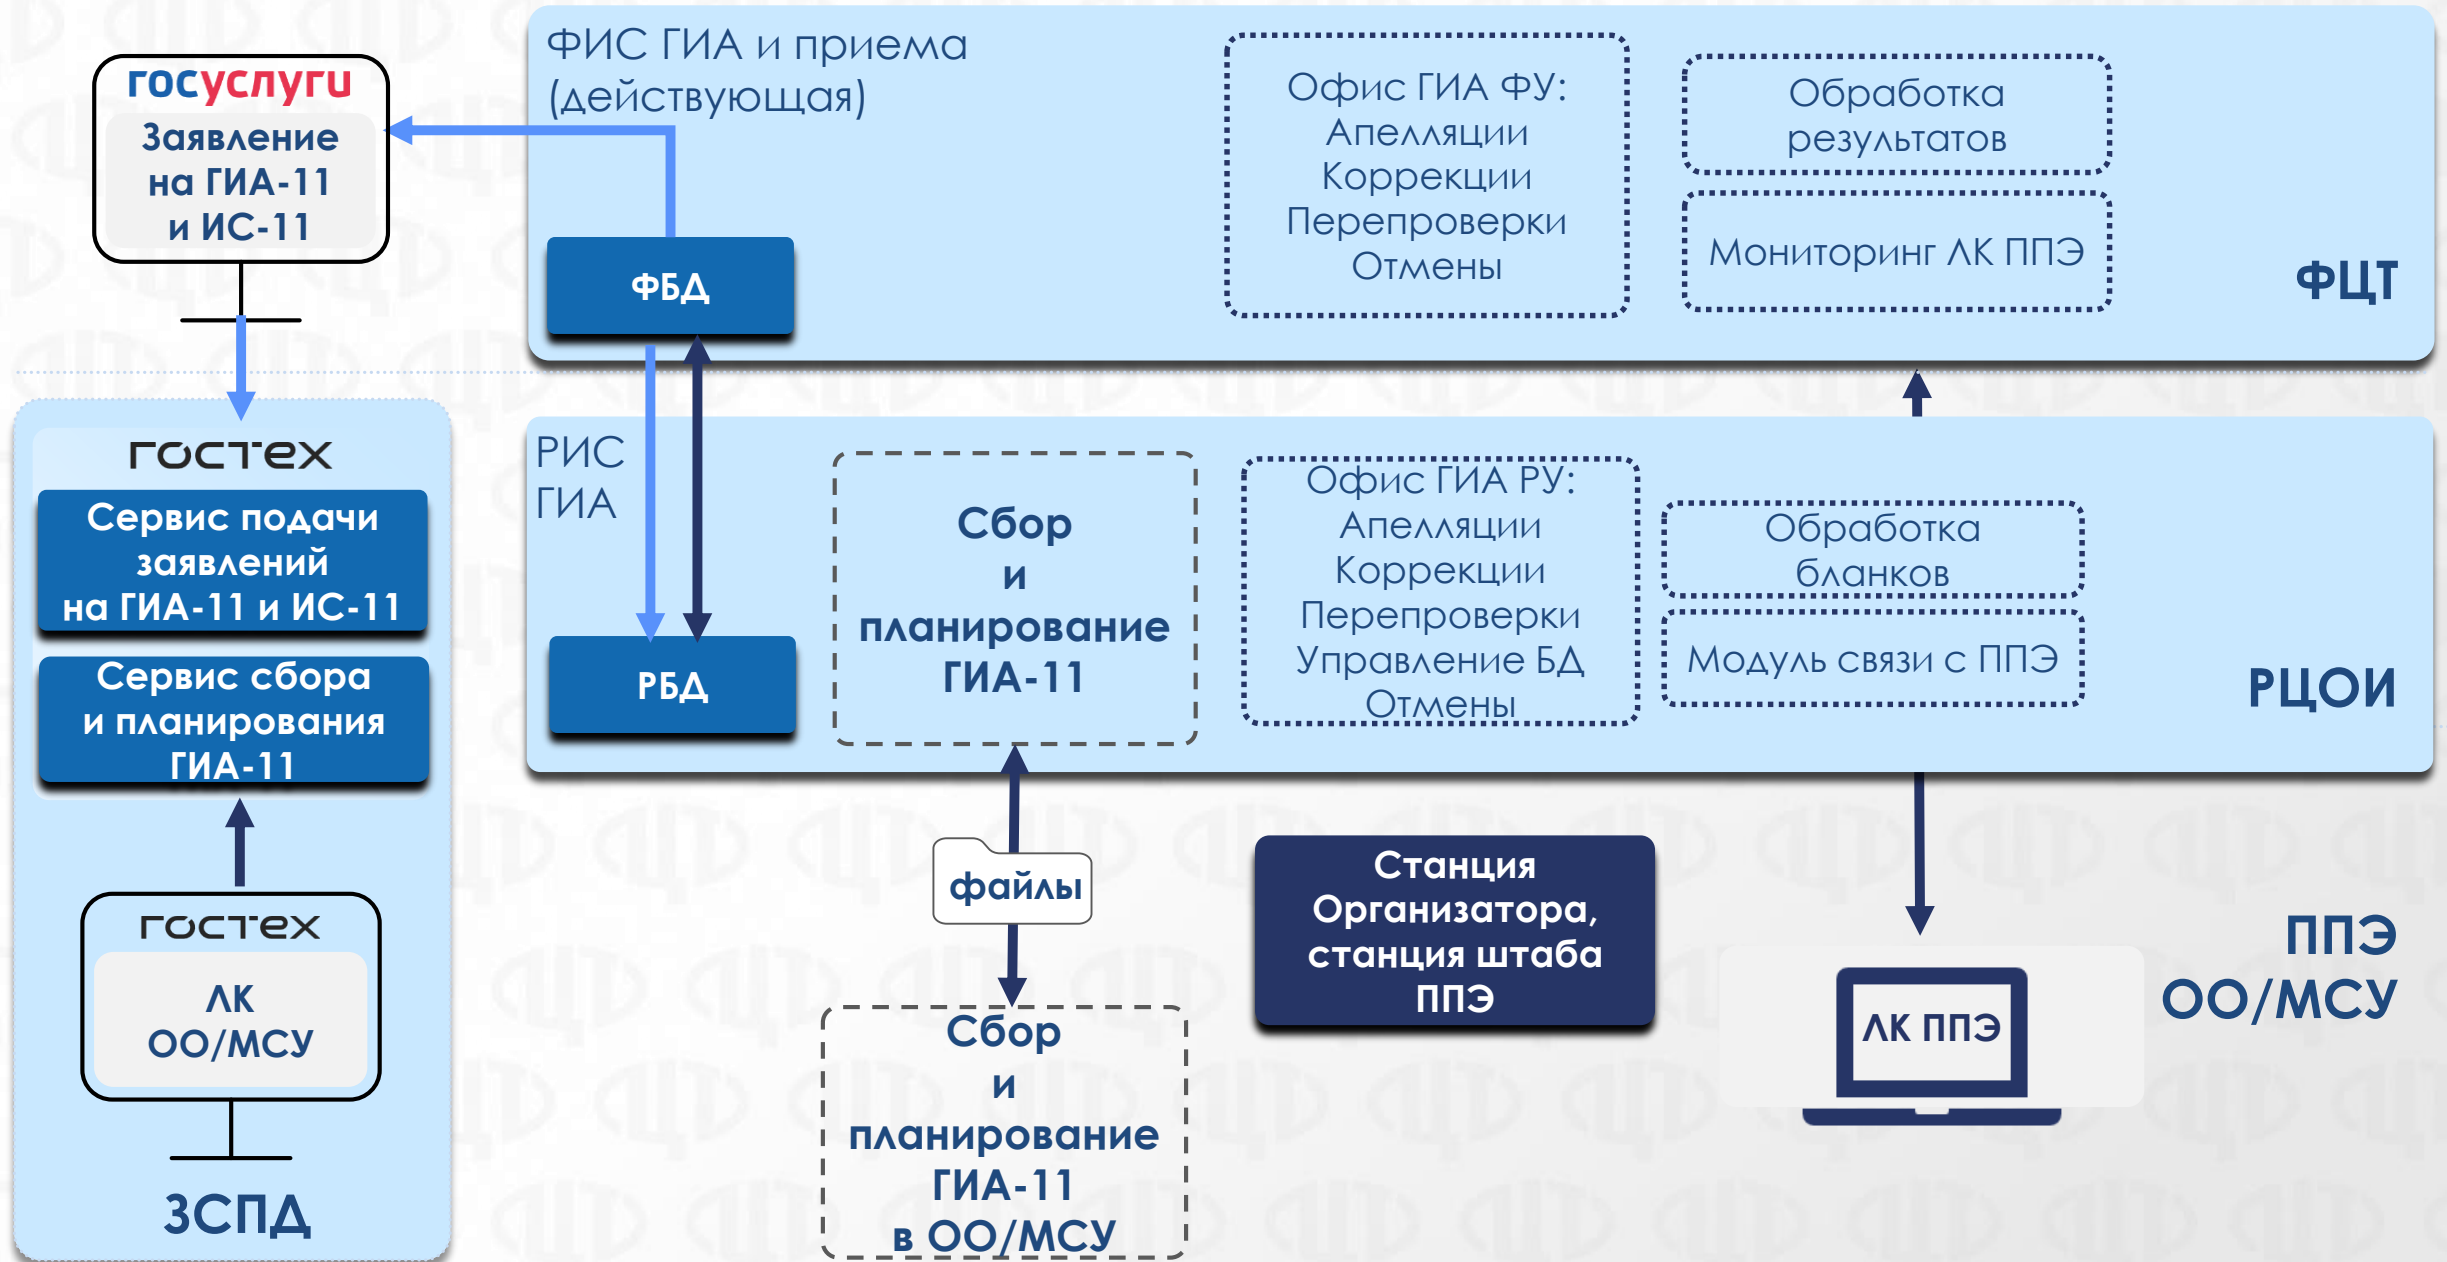 госуслуги
Заявление
на ГИА-11
и ИС-11
ФИС ГИА и приема
(действующая)
ФБД
Офис ГИА ФУ:
Апелляции
Коррекции
Перепроверки
Отмены
Обработка
результатов
Мониторинг ЛК ППЭ
ФЦТ
гостех
Сервис подачи
заявлений
на ГИА-11 и ИС-11
Сервис сбора
и планирования
ГИА-11
гостех
ЛК
ОО/МСУ
ЗСПД
РИС
ГИА
РБД
Сбор
и
планирование
ГИА-11
Офис ГИА РУ:
Апелляции
Коррекции
Перепроверки
Управление БД
Отмены
Обработка
бланков
Модуль связи с ППЭ
РЦОИ
файлы
Сбор
и
планирование
ГИА-11
в ОО/МСУ
Станция
Организатора,
станция штаба
ППЭ
ЛК ППЭ
ППЭ
ОО/МСУ